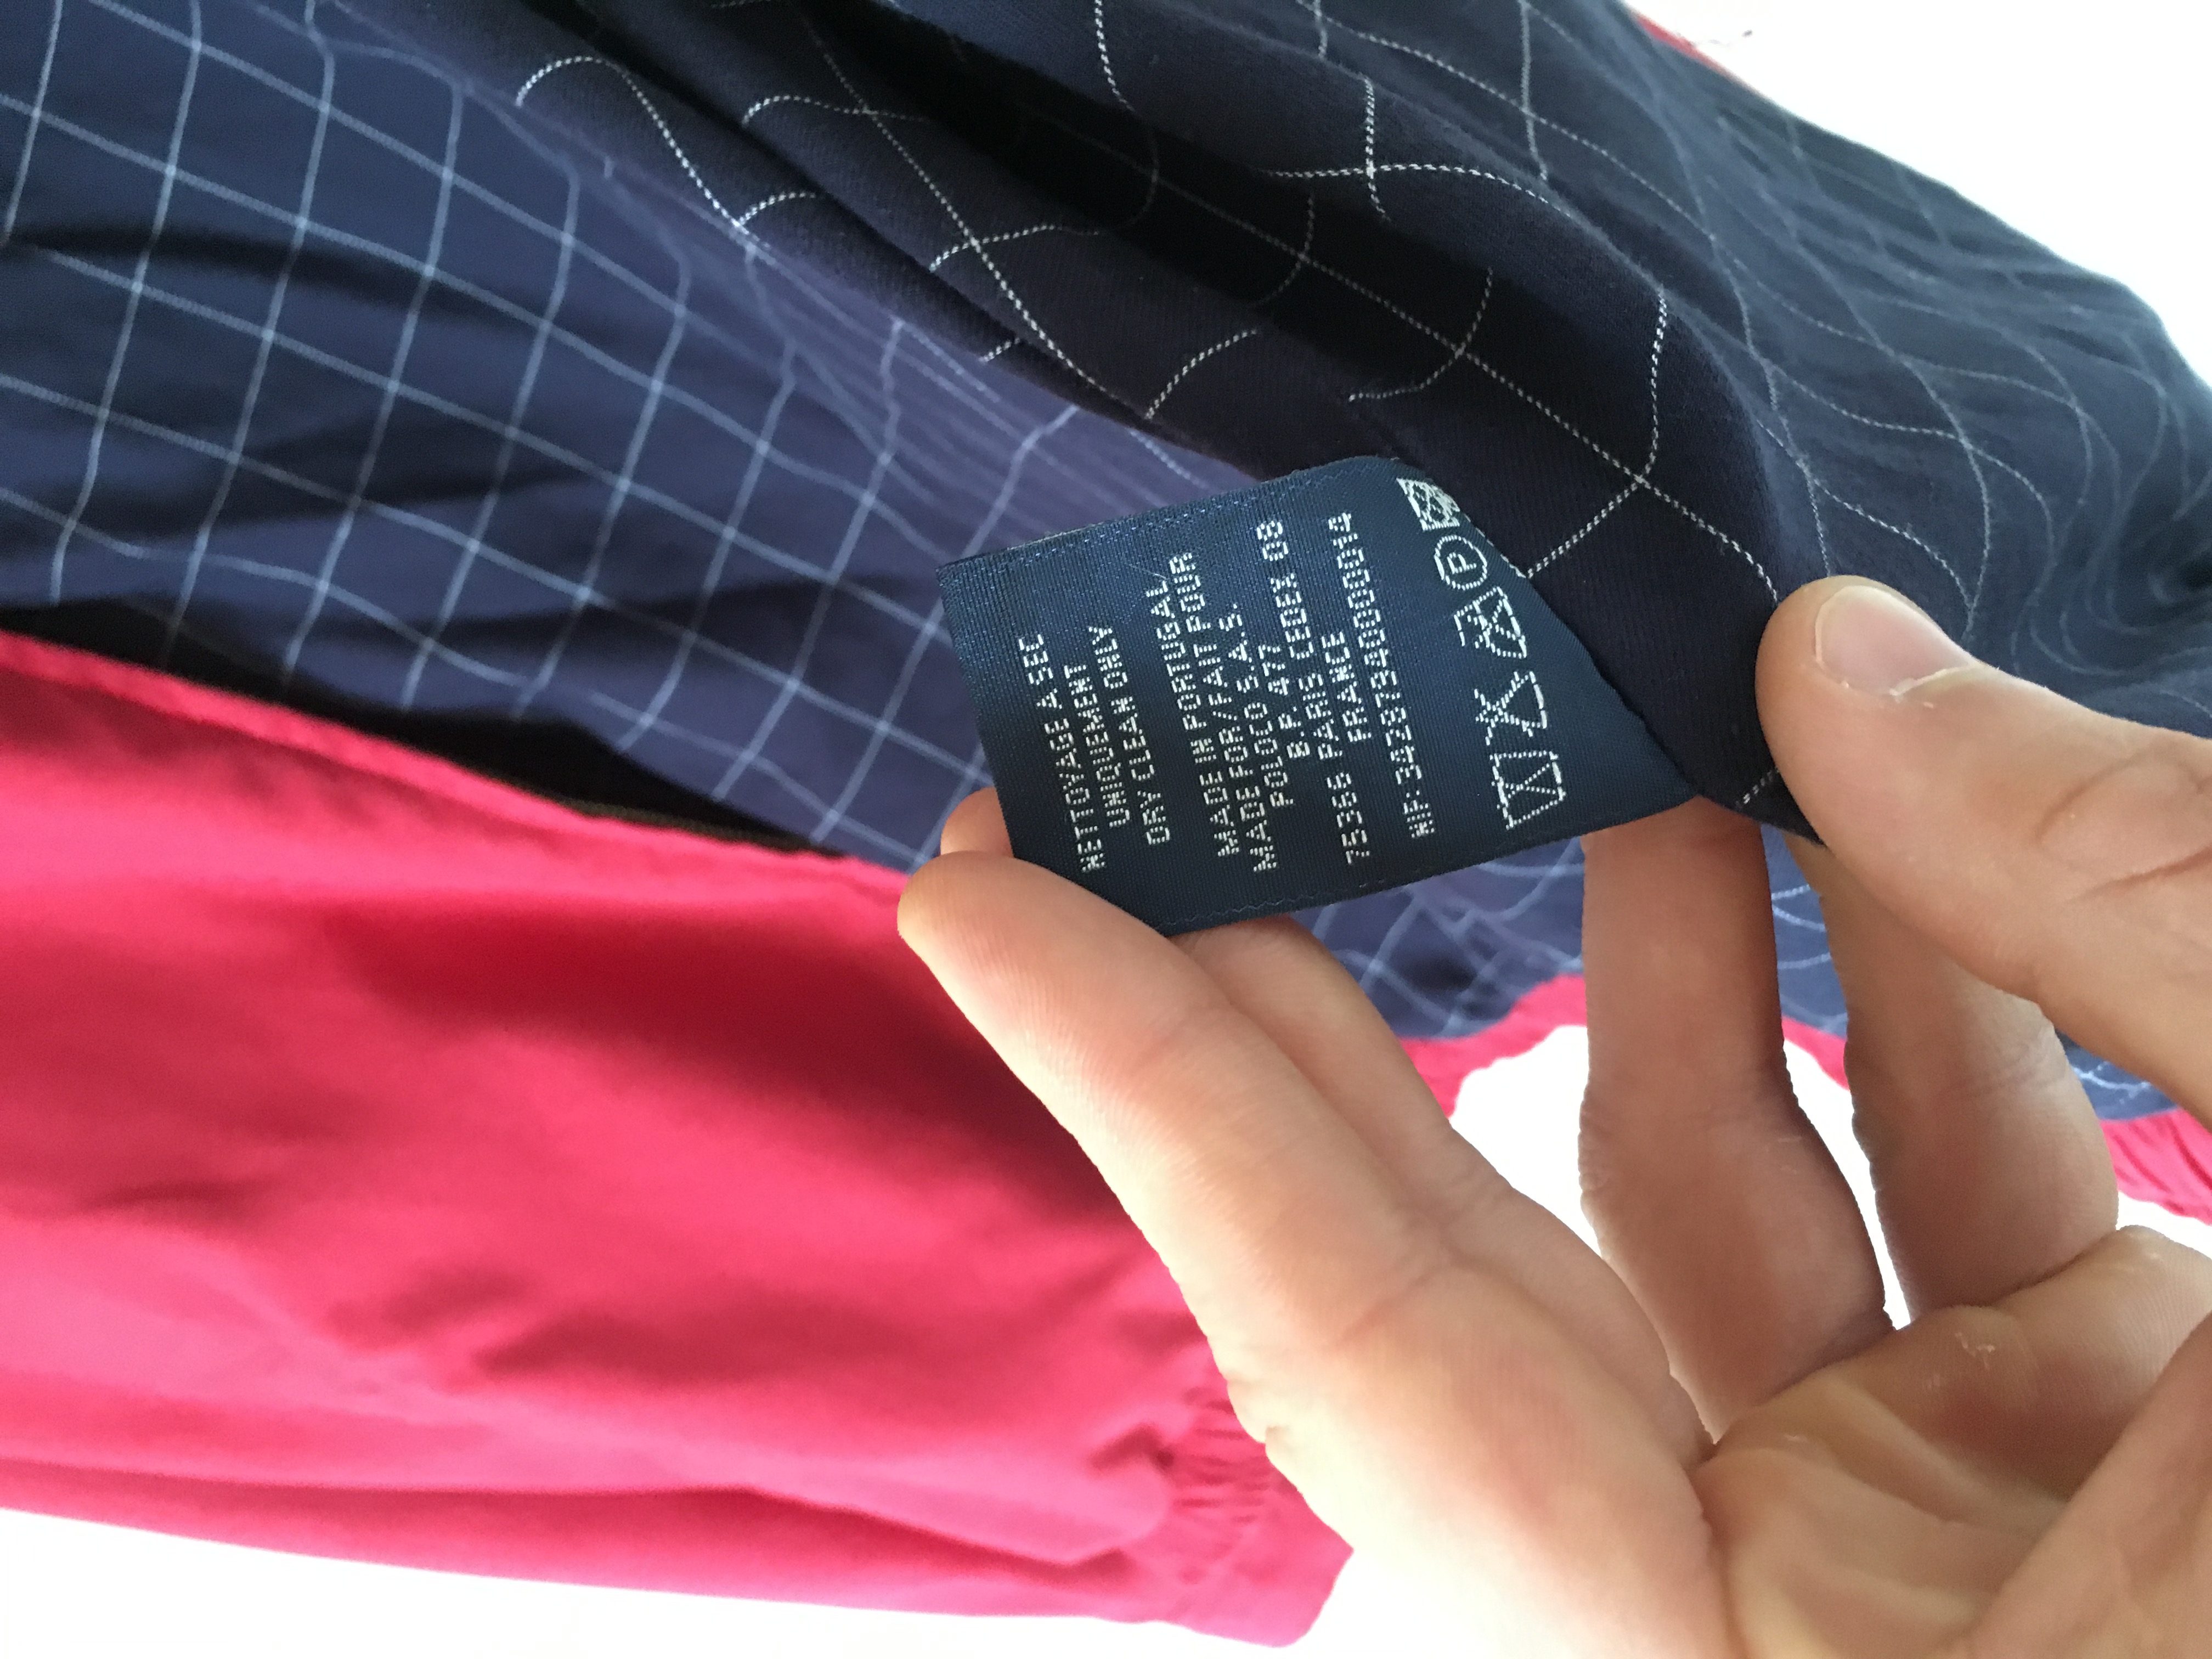 NETTOYAGE A SEC
UNIQUEMENT
DRY CLEAN ONLY
MADE IN PORTUGAL
MADE FOR/FAIT POUR
POLOCO S.A.S.
B.P. 477
75366 PARIS CEDEX 08
FRANCE
NIF: 34287340000014
P